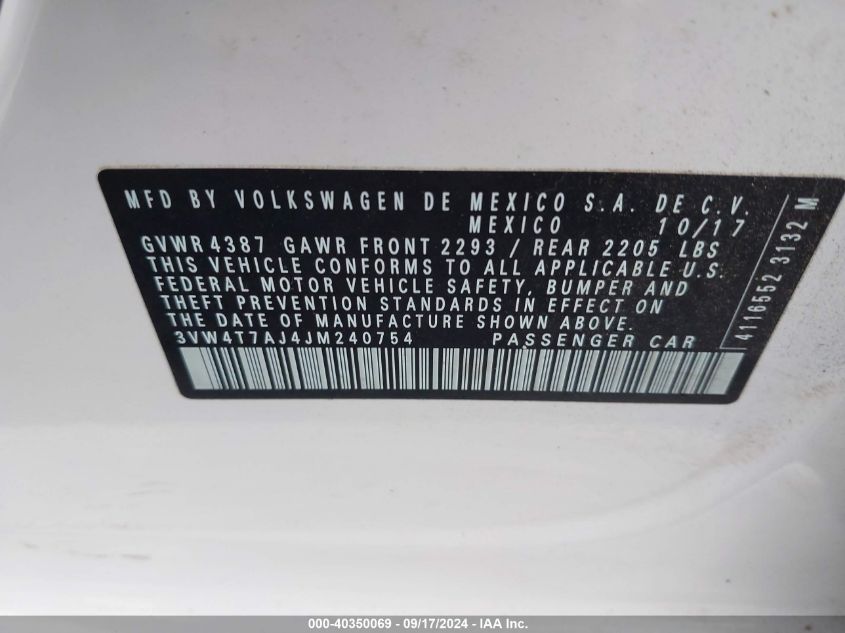 MFD BY VOLKSWAGEN DE MEXICO S.A. DE C.V.
MEXICO 10/17
GVWR 4387 GAWR FRONT 2293 / REAR 2205 LBS
THIS VEHICLE CONFORMS TO ALL APPLICABLE U.S.
FEDERAL MOTOR VEHICLE SAFETY, BUMPER AND
THEFT PREVENTION STANDARDS IN EFFECT ON
THE DATE OF MANUFACTURE SHOWN ABOVE.
3VW4T7AJ4JM240754 PASSENGER CAR
4116552 3132 M
000-40350069 - 09/17/2024 - IAA Inc.